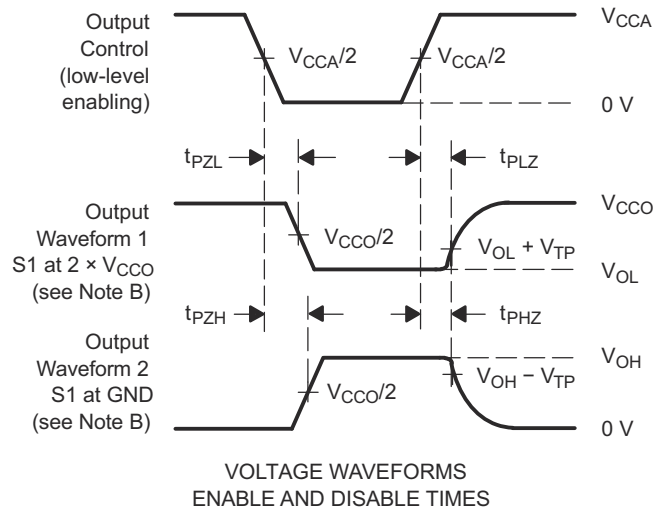 Output
Control
(low-level
enabling)
VCCA/2
VCCA/2
VCCA
0 V
tPZL
tPLZ
Output
Waveform 1
S1 at 2 × VCCO
(see Note B)
VCCO/2
VCCO
VOL + VTP
VOL
tPZH
tPHZ
Output
Waveform 2
S1 at GND
(see Note B)
VCCO/2
VOH
VOH − VTP
0 V
VOLTAGE WAVEFORMS
ENABLE AND DISABLE TIMES